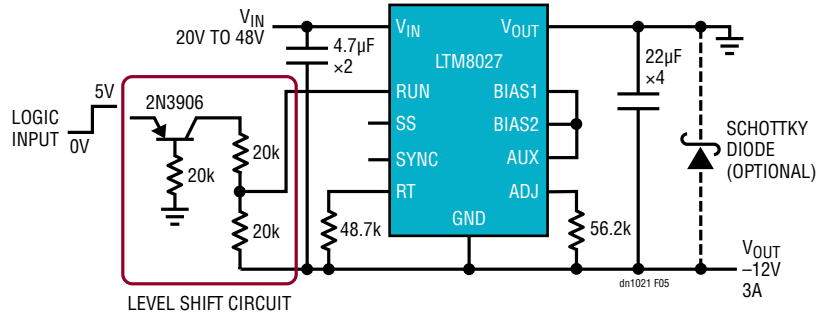 VIN
20V TO 48V
4.7µF
×2
VIN
VOUT
LTM8027
RUN
BIAS1
SS
BIAS2
SYNC
AUX
RT
ADJ
GND
22µF
×4
SCHOTTKY
DIODE
(OPTIONAL)
LOGIC
INPUT
5V
0V
2N3906
20k
20k
20k
48.7k
56.2k
VOUT
–12V
3A
dn1021 F05
LEVEL SHIFT CIRCUIT